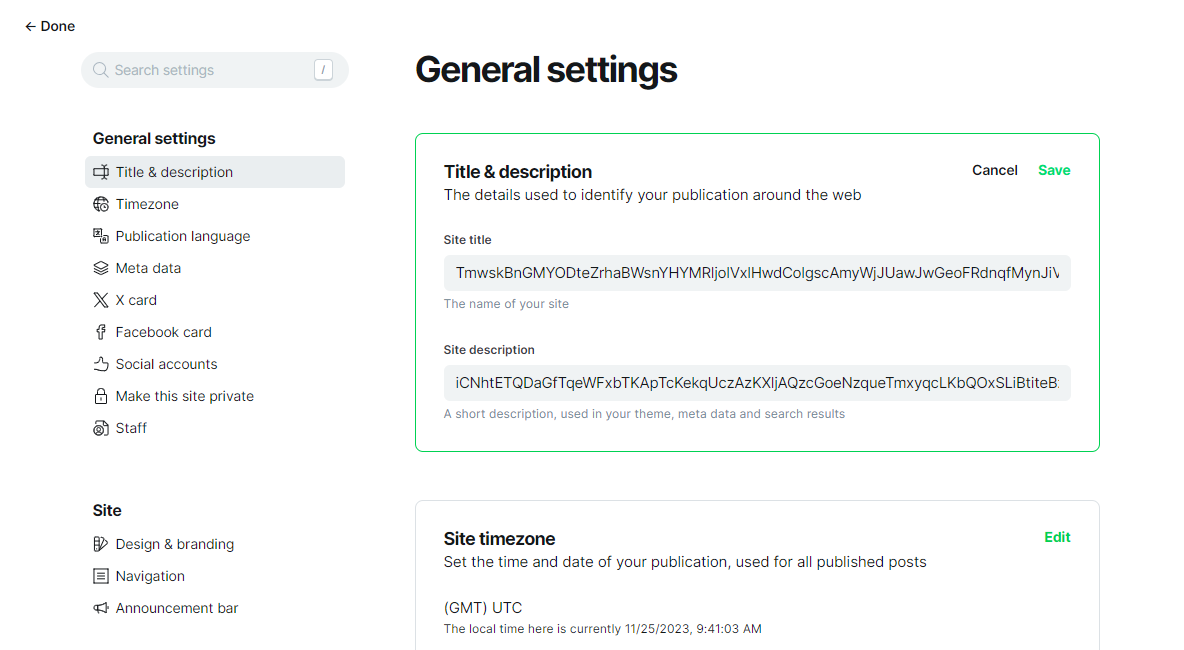 ← Done
Search settings /
General settings
Title & description
Timezone
Publication language
Meta data
X card
Facebook card
Social accounts
Make this site private
Staff
Site
Design & branding
Navigation
Announcement bar
General settings
Title & description
Cancel Save
The details used to identify your publication around the web
Site title
The name of your site
Site description
A short description, used in your theme, meta data and search results
Site timezone
Edit
Set the time and date of your publication, used for all published posts
(GMT) UTC
The local time here is currently 11/25/2023, 9:41:03 AM